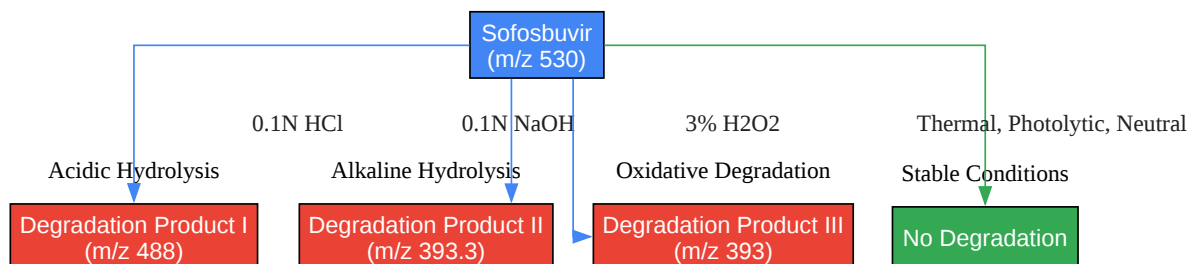 Sofosbuvir
(m/z 530)
0.1N HCl
0.1N NaOH
3% H2O2
Thermal, Photolytic, Neutral
Acidic Hydrolysis
Alkaline Hydrolysis
Oxidative Degradation
Stable Conditions
Degradation Product I
(m/z 488)
Degradation Product II
(m/z 393.3)
Degradation Product III
(m/z 393)
No Degradation